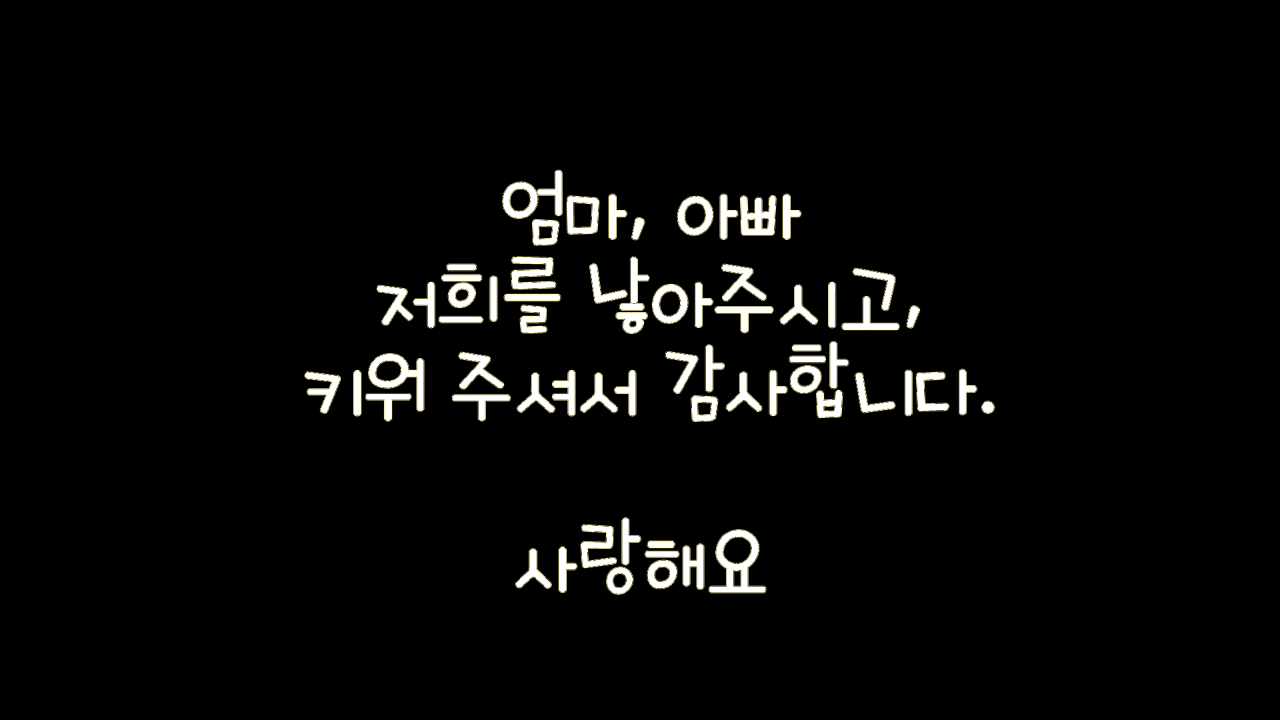 엄마, 아빠
저희를 낳아주시고,
키워 주셔서 감사합니다.
사랑해요